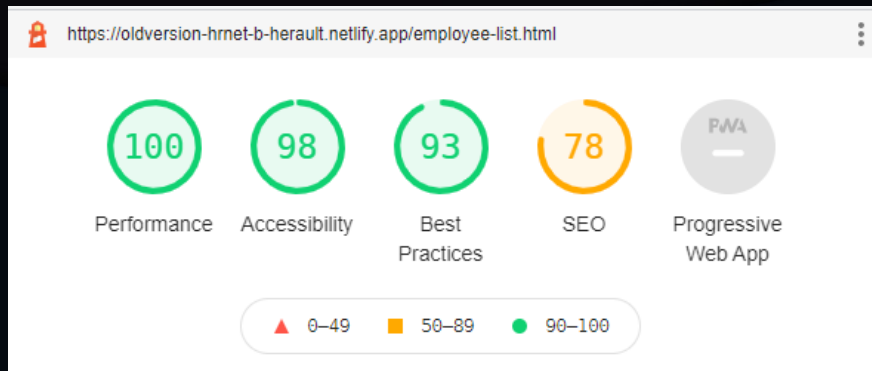 https://oldversion-hrnet-b-herault.netlify.app/employee-list.html
100 98 93 78 PWA
Performance Accessibility Best Practices SEO Progressive Web App
0–49 50–89 90–100